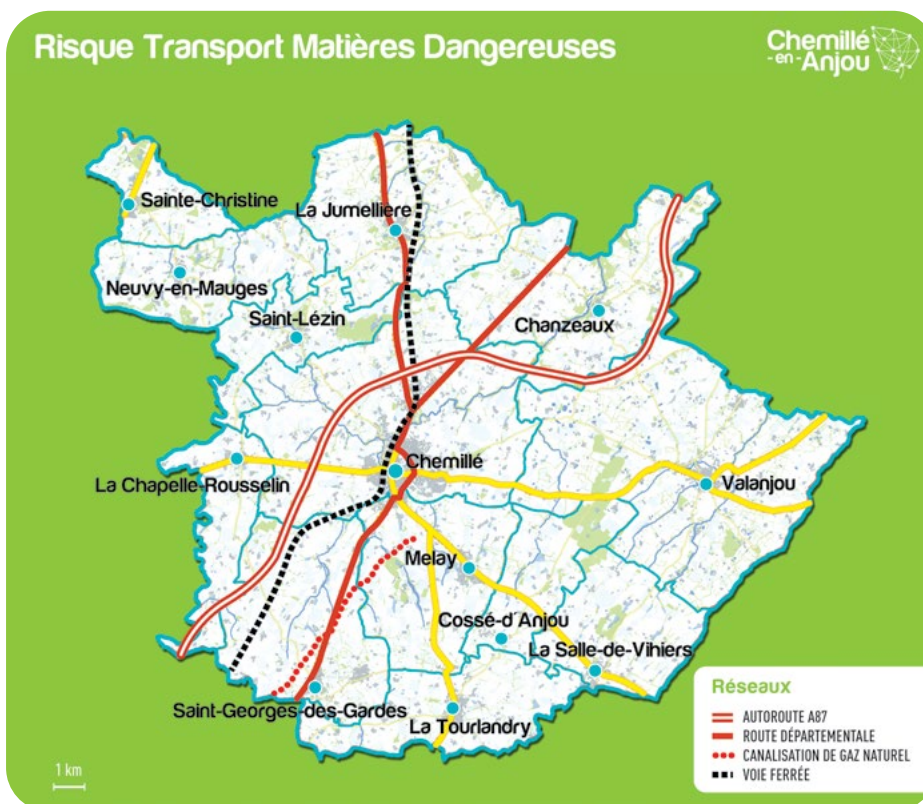 Risque Transport Matières Dangereuses
Chemillé
-en-
Anjou
Sainte-Christine
La Jumelliere
Neuvy-en-Mauges
Saint-Lézin
Chanzeaux
Chemillé
La Chapelle-Rousselin
Valanjou
Melay
Cossé-d'Anjou
La Salle-de-Vihiers
Saint-Georges-des-Gardes
La Tourlandry
Réseaux
AUTOROUTE A87
ROUTE DÉPARTEMENTALE
CANALISATION DE GAZ NATUREL
VOIE FERRÉE
1 km